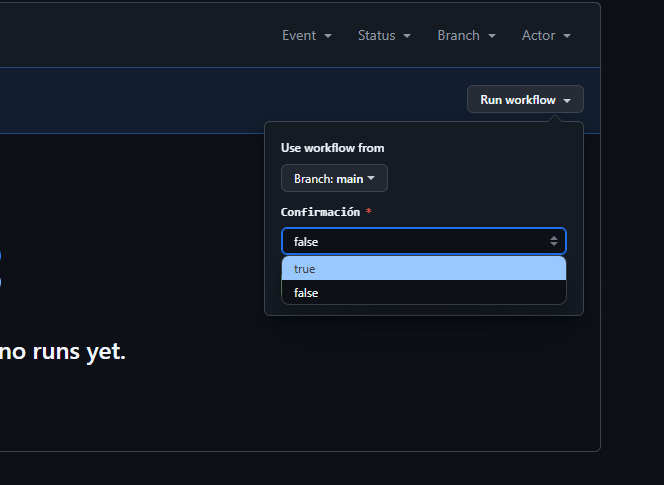 Event Status Branch Actor
Run workflow
Use workflow from
Branch: main
Confirmación *
false
true
false
no runs yet.